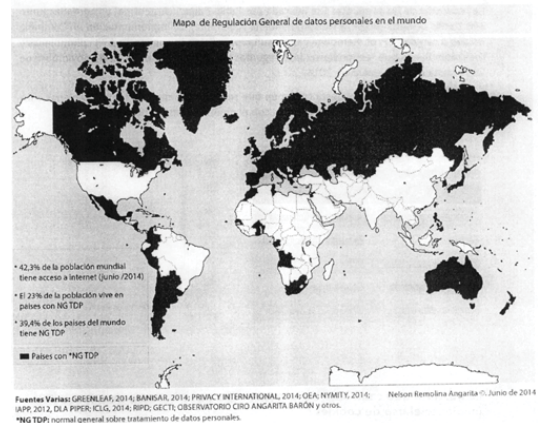 Mapa de Regulación General de datos personales en el mundo
* 42,3% de la población mundial
tiene acceso a Internet (junio /2014)
* El 23% de la población vive en
países con NG TDP
* 39,4% de los países del mundo
tiene NG TDP
Países con *NG TDP
Fuentes Varias: GREENLEAF, 2014; BANISAR, 2014; PRIVACY INTERNATIONAL, 2014; OEA; NYMITY, 2014;
IAPP, 2012, DLA PIPER; ICLG, 2014; RIPD; GECTI; OBSERVATORIO CIRO ANGARITA BARÓN y otros.
Nelson Remolina Angarita ©. Junio de 2014
*NG TDP: normal general sobre tratamiento de datos personales.